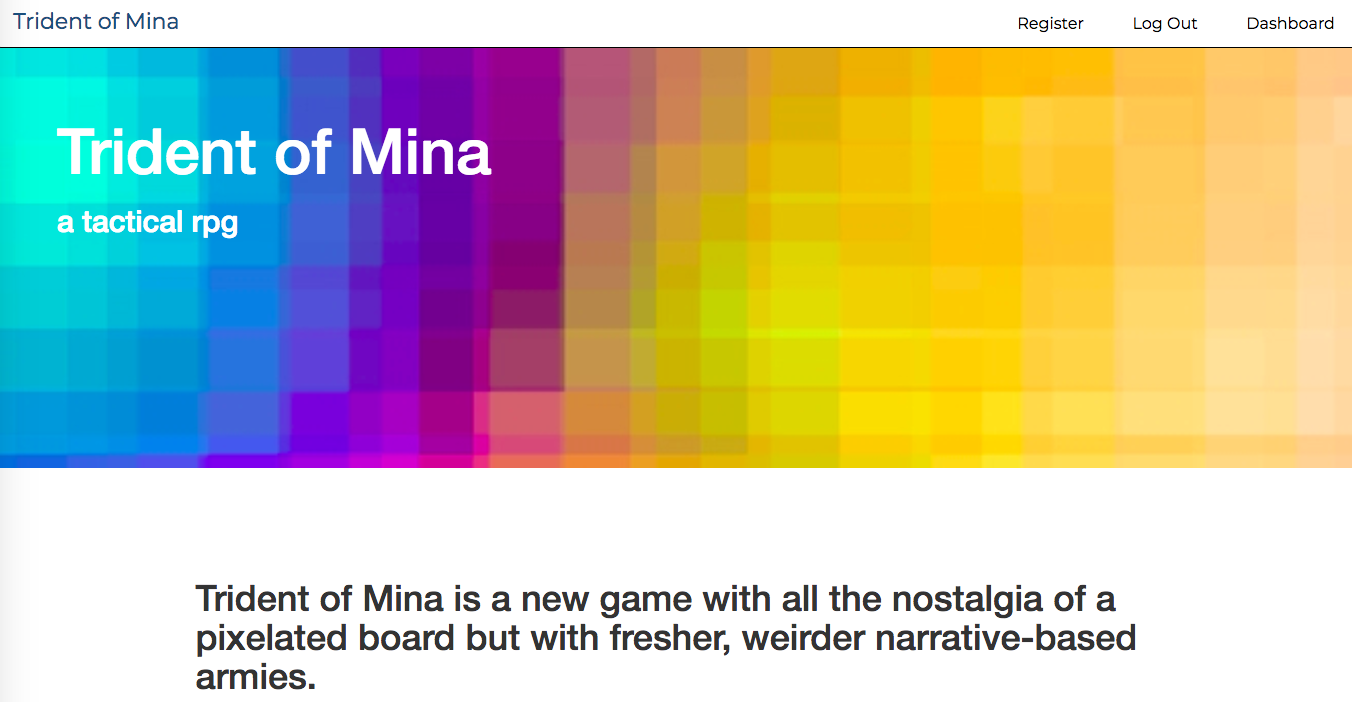 Trident of Mina
Register
Log Out
Dashboard
Trident of Mina
a tactical rpg
Trident of Mina is a new game with all the nostalgia of a
pixelated board but with fresher, weirder narrative-based
armies.